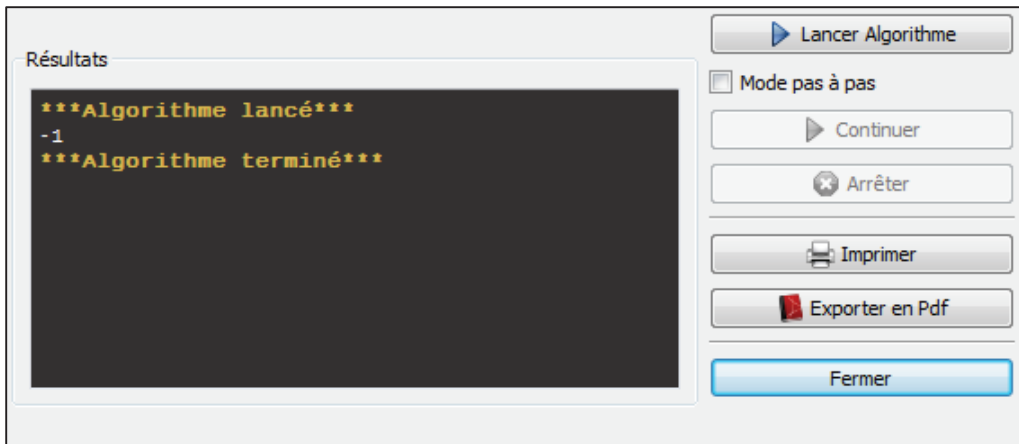 Résultats
***Algorithme lancé***
-1
***Algorithme terminé***
Lancer Algorithme
Mode pas à pas
Continuer
Arrêter
Imprimer
Exporter en Pdf
Fermer